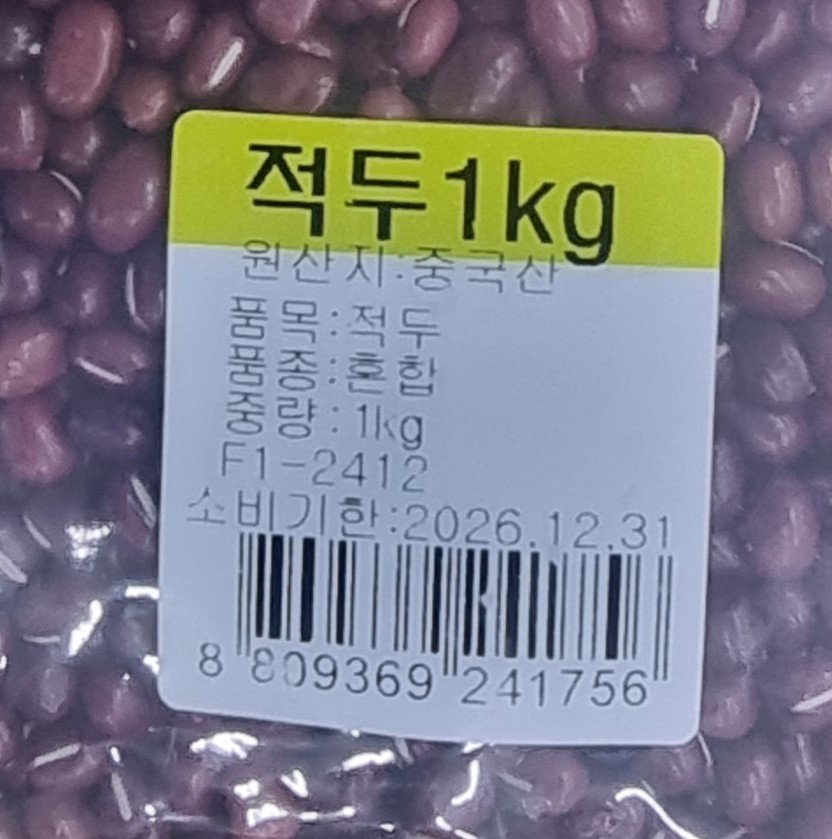 적두1kg
원산지:중국산
품목:적두
품종:혼합
중량:1kg
F1-2412
소비기한:2026.12.31
8 809369 241756